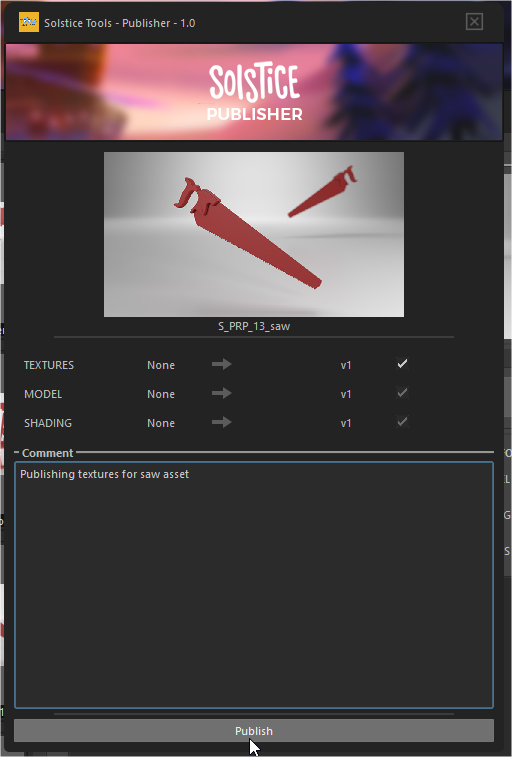 Solstice Tools - Publisher - 1.0
SOLSTICE
PUBLISHER
S_PRP_13_saw
TEXTURES None v1
MODEL None v1
SHADING None v1
Comment
Publishing textures for saw asset
Publish